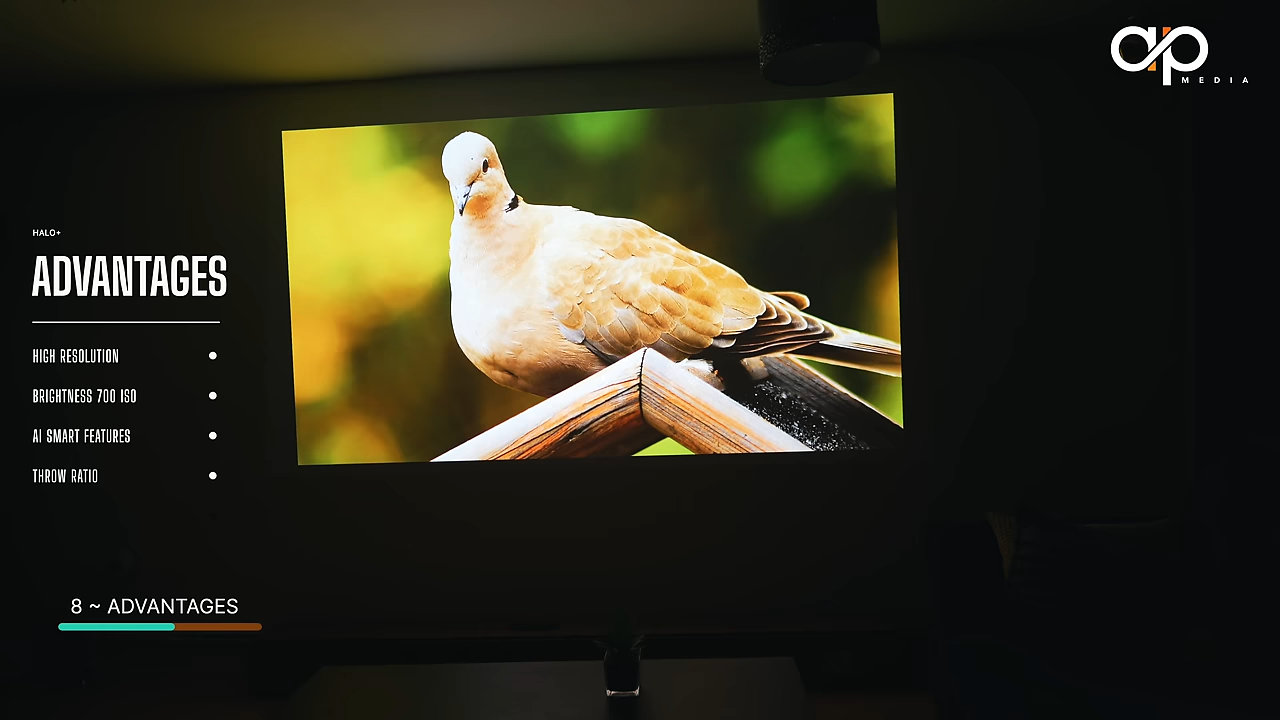 ap
MEDIA
HALO+
ADVANTAGES
HIGH RESOLUTION
BRIGHTNESS 700 ISO
AI SMART FEATURES
THROW RATIO
8 ~ ADVANTAGES